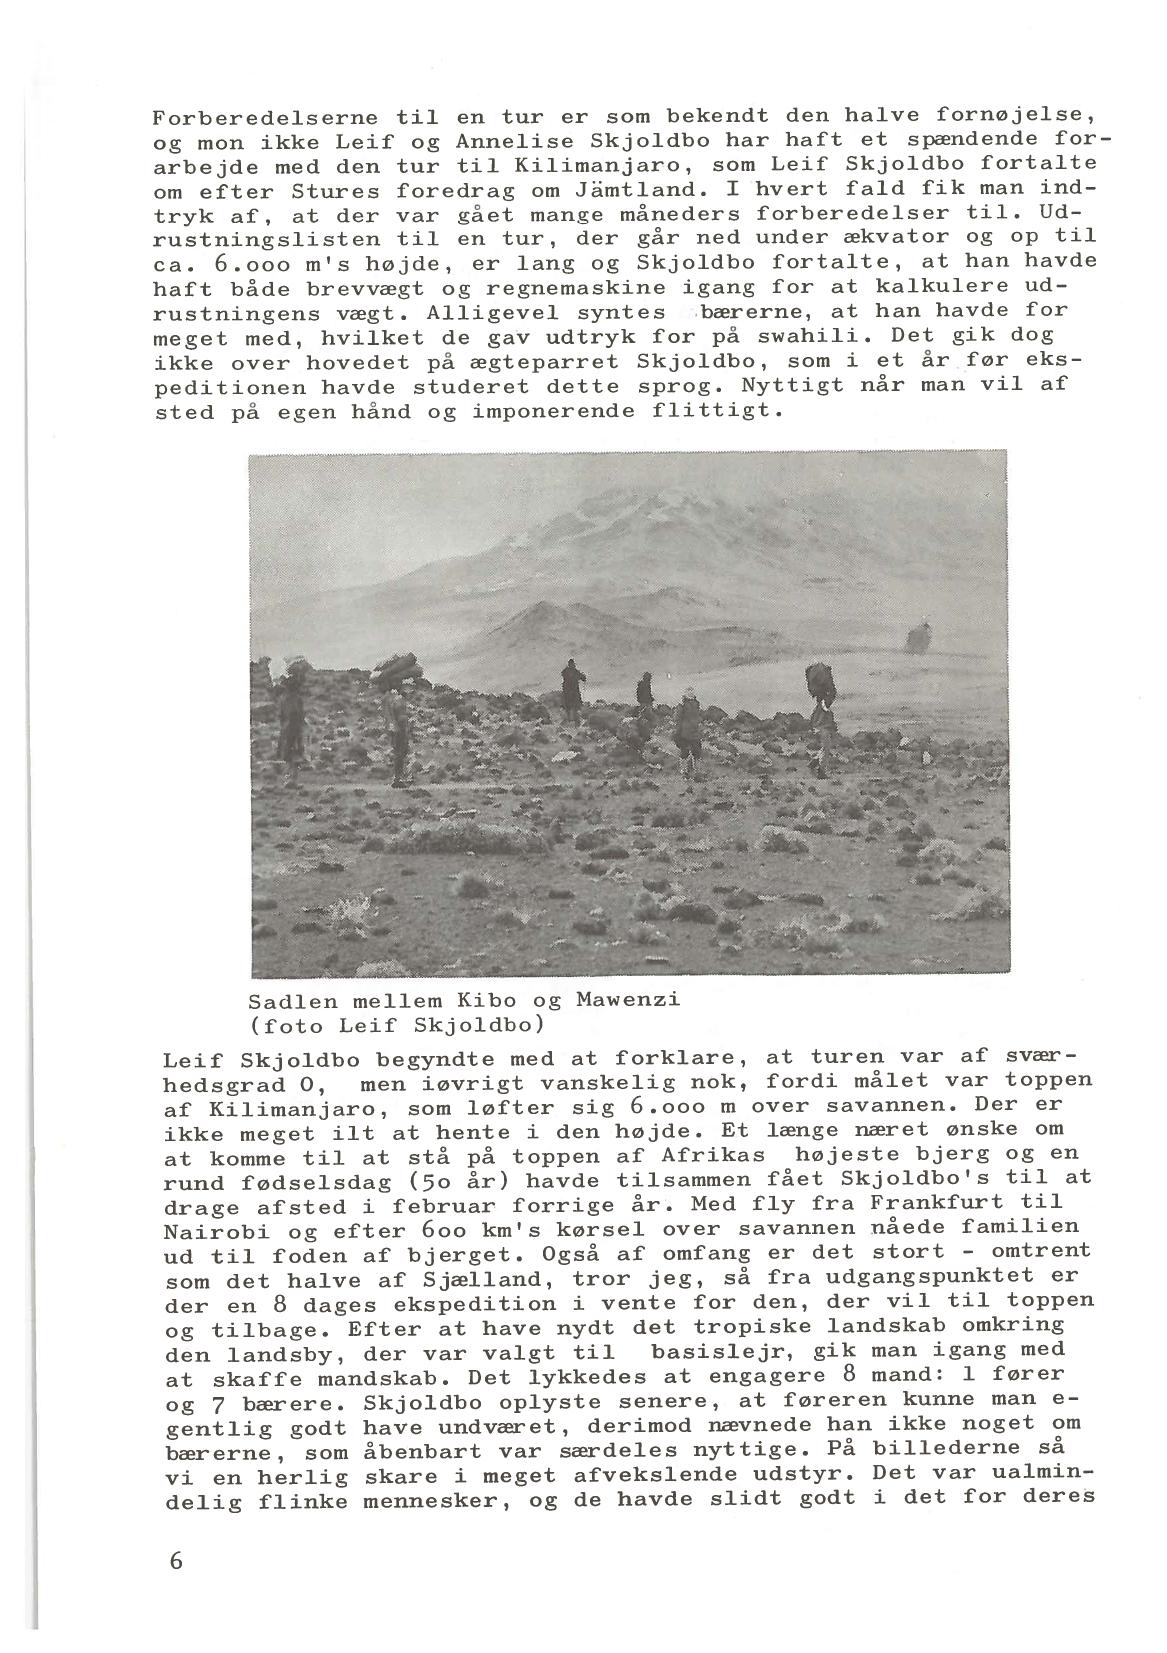 Forberedelserne til en tur er som bekendt den halve fornøjelse,
og mon ikke Leif og Annelise Skjoldbo har haft et spændende for-
arbejde med den tur til Kilimanjaro, som Leif Skjoldbo fortalte
om efter Stures foredrag om Jämtland. I hvert fald fik man ind-
tryk af, at der var gået mange måneders forberedelser til. Ud-
rustningslisten til en tur, der går ned under ækvator og op til
ca. 6.ooo m's højde, er lang og Skjoldbo fortalte, at han havde
haft både brevvægt og regnemaskine igang for at kalkulere ud-
rustningens vægt. Alligevel syntes bærerne, at han havde for
meget med, hvilket de gav udtryk for på swahili. Det gik dog
ikke over hovedet på ægteparret Skjoldbo, som i et år før eks-
peditionen havde studeret dette sprog. Nyttigt når man vil af
sted på egen hånd og imponerende flittigt.
Sadlen mellem Kibo og Mawenzi
(foto Leif Skjoldbo)
Leif Skjoldbo begyndte med at forklare, at turen var af svær-
hedsgrad O, men iøvrigt vanskelig nok, fordi målet var toppen
af Kilimanjaro, som løfter sig 6.ooo m over savannen. Der er
ikke meget ilt at hente i den højde. Et længe næret ønske om
at komme til at stå på toppen af Afrikas højeste bjerg og en
rund fødselsdag (5o år) havde tilsammen fået Skjoldbo's til at
drage afsted i februar forrige år. Med fly fra Frankfurt til
Nairobi og efter 6oo km's kørsel over savannen nåede familien
ud til foden af bjerget. Også af omfang er det stort - omtrent
som det halve af Sjælland, tror jeg, så fra udgangspunktet er
der en 8 dages ekspedition i vente for den, der vil til toppen
og tilbage. Efter at have nydt det tropiske landskab omkring
den landsby, der var valgt til basislejr, gik man igang med
at skaffe mandskab. Det lykkedes at engagere 8 mand: 1 fører
og 7 bærere. Skjoldbo oplyste senere, at føreren kunne man e-
gentlig godt have undværet, derimod nævnede han ikke noget om
bærerne, som åbenbart var særdeles nyttige. På billederne så
vi en herlig skare i meget afvekslende udstyr. Det var ualmin-
delig flinke mennesker, og de havde slidt godt i det for deres
6